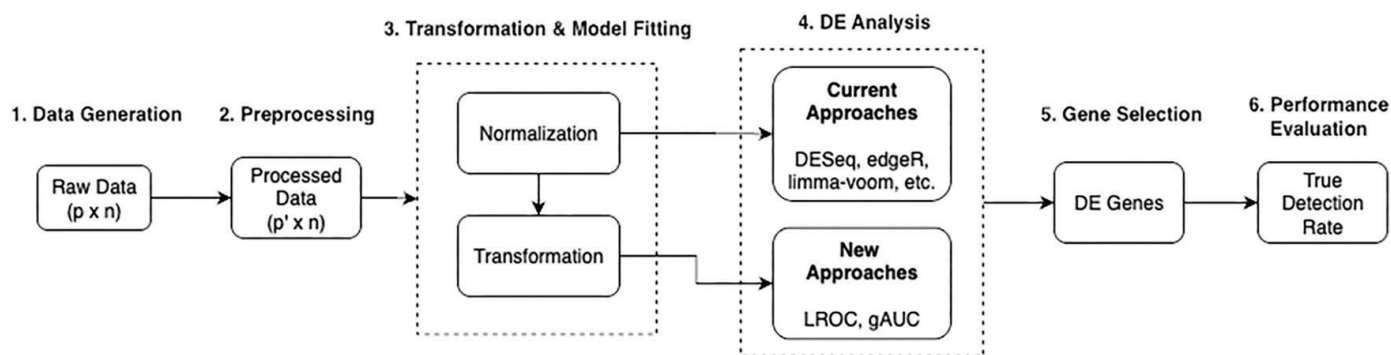 1. Data Generation
Raw Data
(p x n)
2. Preprocessing
Processed
Data
(p' x n)
3. Transformation & Model Fitting
Normalization
Transformation
4. DE Analysis
Current
Approaches
DESeq, edgeR,
limma-voom, etc.
New
Approaches
LROC, gAUC
5. Gene Selection
DE Genes
6. Performance
Evaluation
True
Detection
Rate